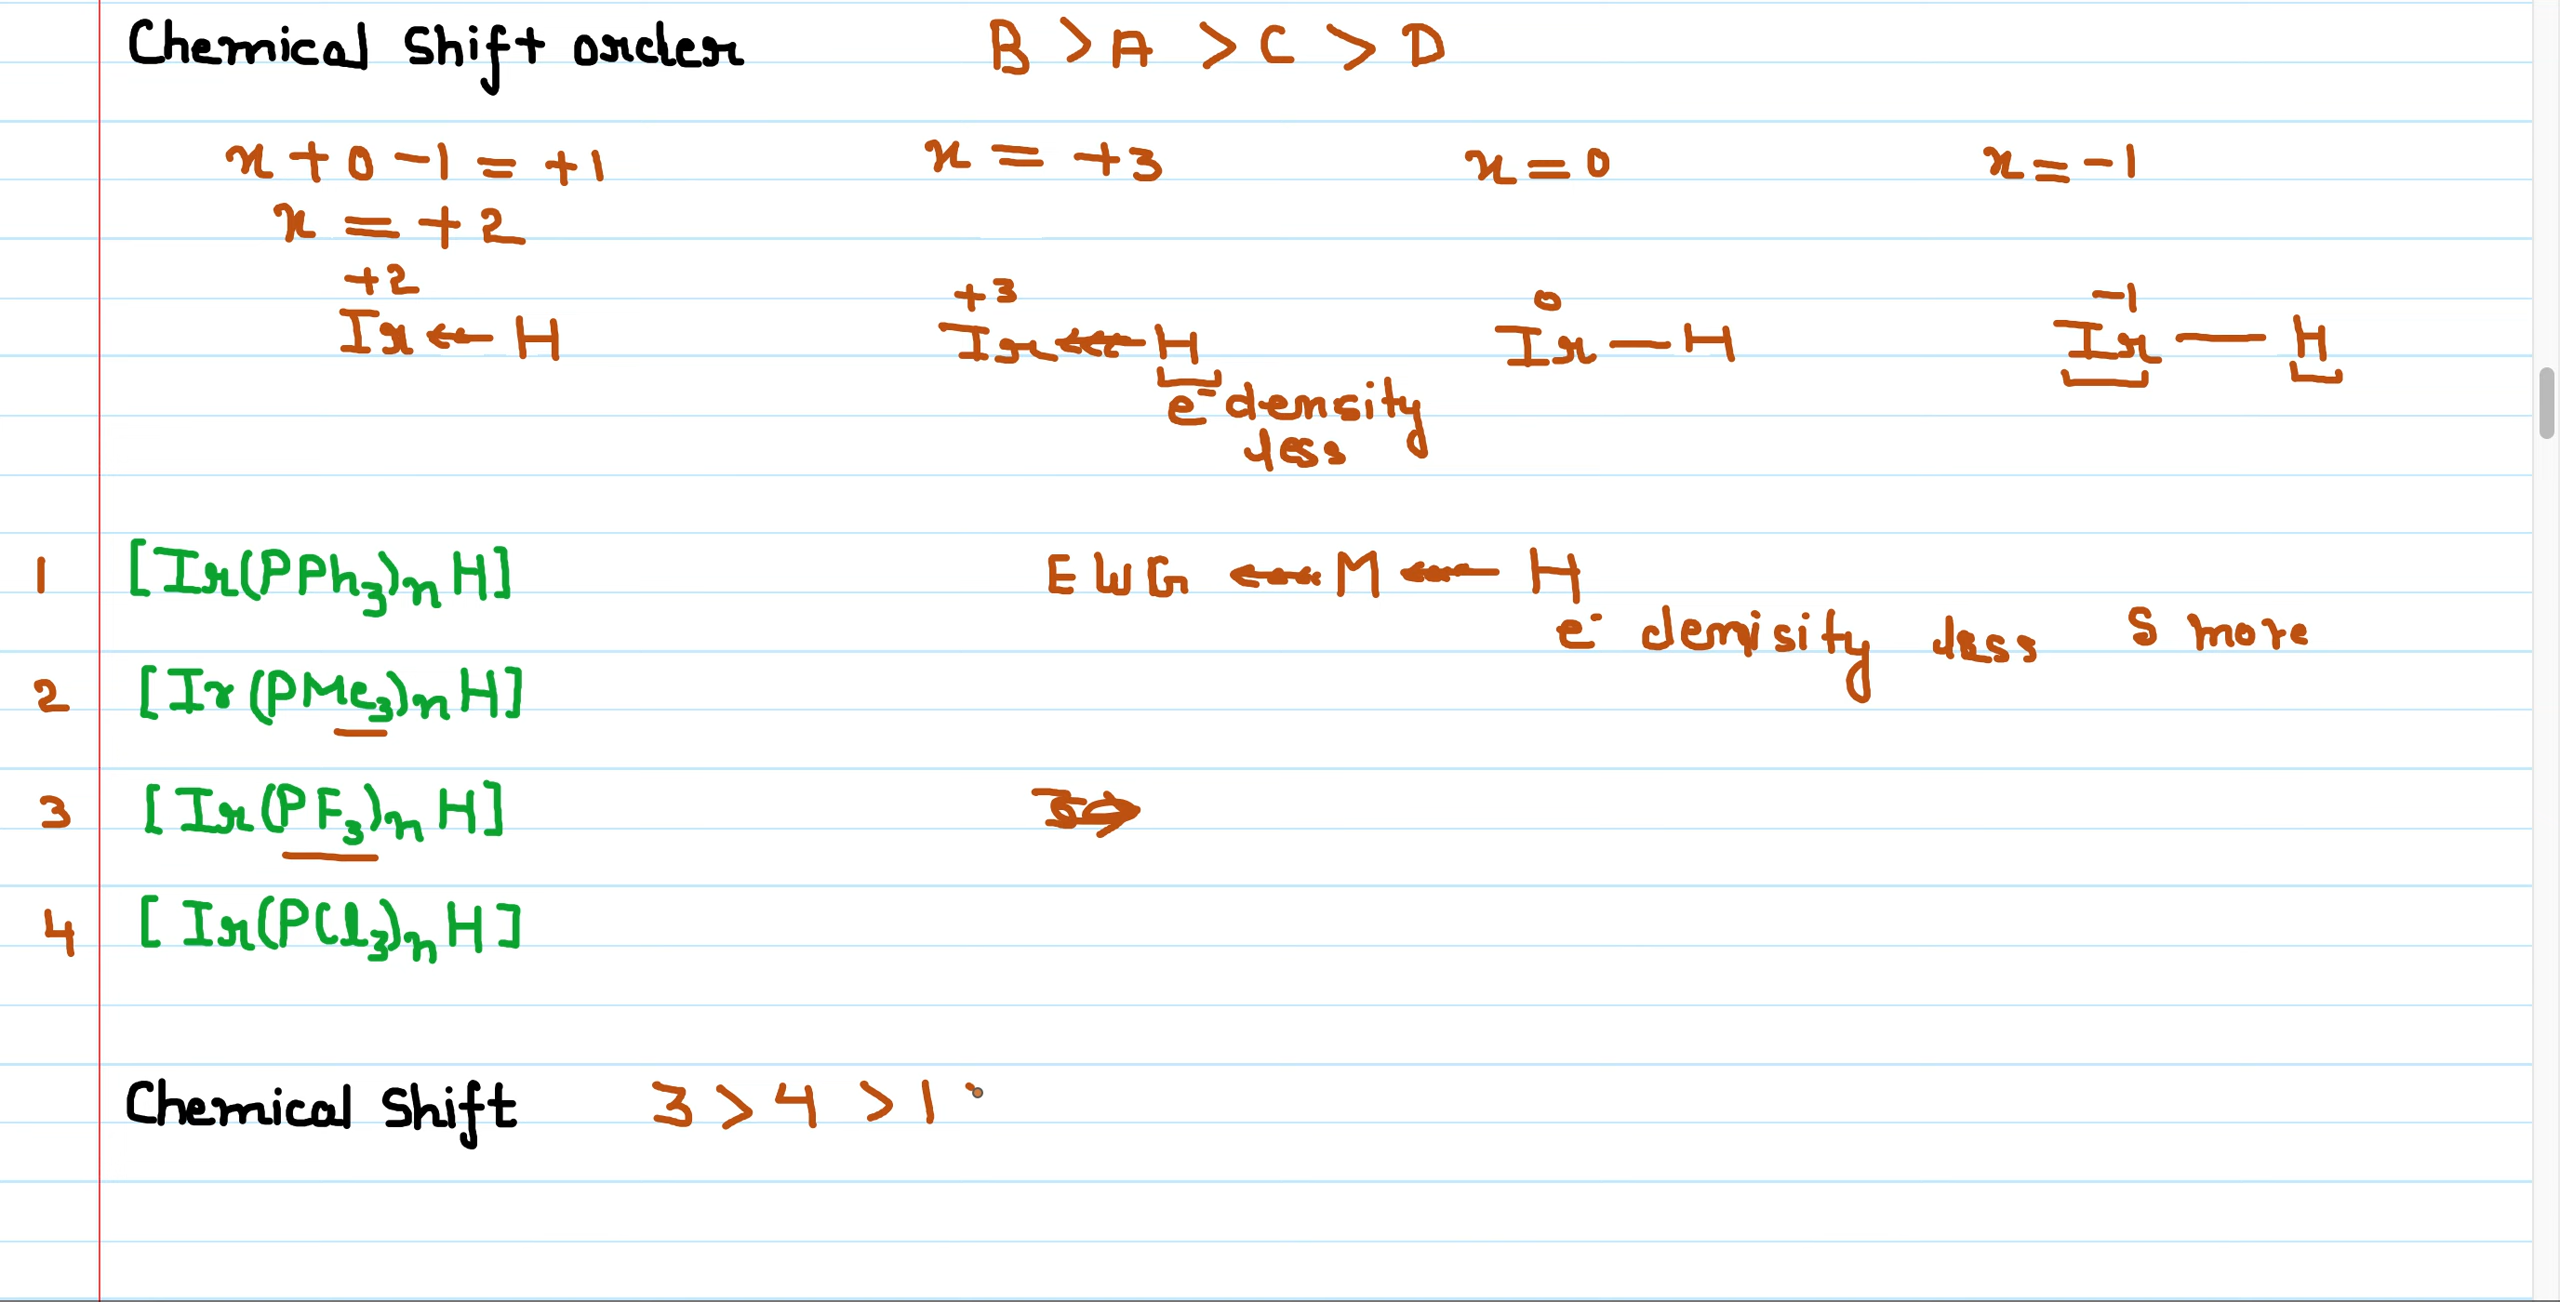 Chemical Shift order B > A > C > D
x + 0 - 1 = +1 x = +3 x = 0 x = -1
x = +2
+2 +3 0 -1
Ir ← H Ir ← H Ir — H Ir — H
e⁻ density
less
1 [Ir(PPh₃)ₙH] EWG ← M ← H
e⁻ demisity less S more
2 [Ir(PMe₃)ₙH]
3 [Ir(PF₃)ₙH]
4 [Ir(PCl₃)ₙH]
Chemical Shift 3 > 4 > 1